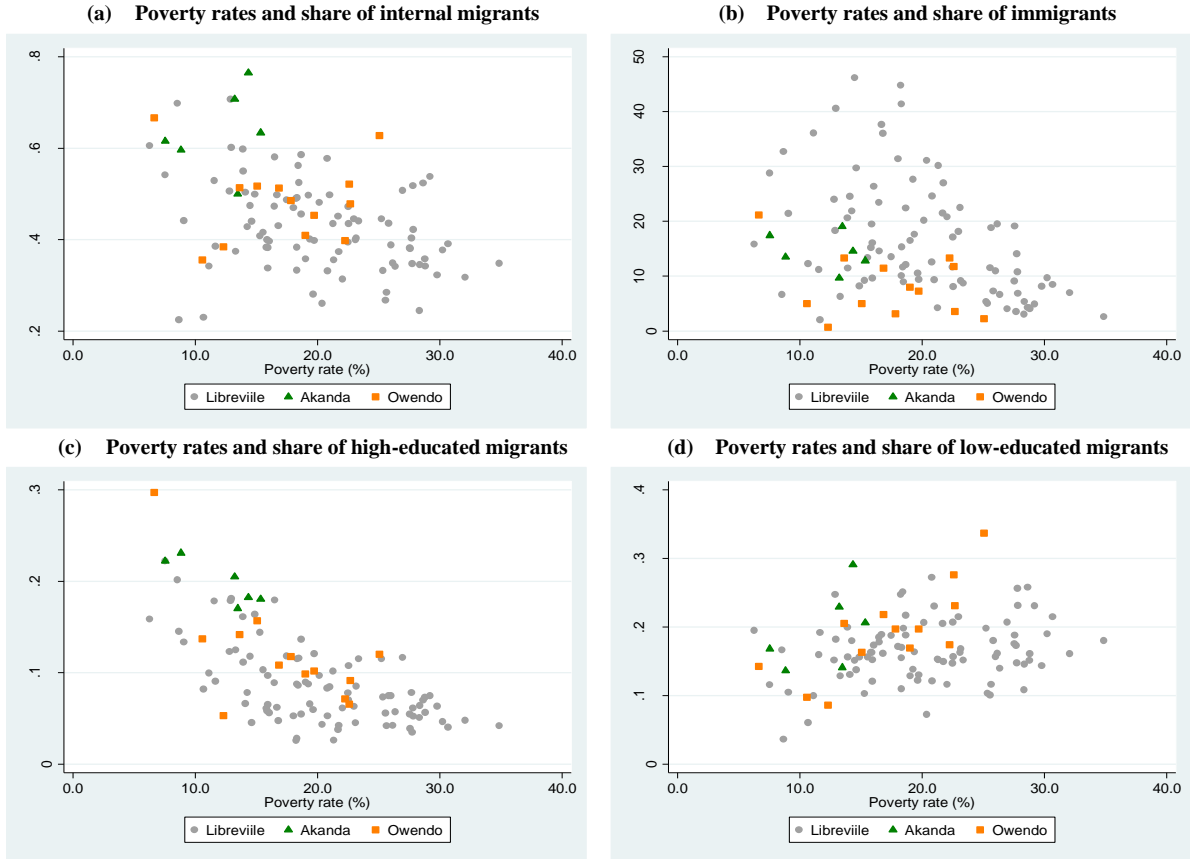 (a) Poverty rates and share of internal migrants
.8
.6
.4
.2
0.0 10.0 20.0 30.0 40.0
Poverty rate (%)
Libreviile Akanda Owendo
(b) Poverty rates and share of immigrants
50
40
30
20
10
0
0.0 10.0 20.0 30.0 40.0
Poverty rate (%)
Libreviile Akanda Owendo
(c) Poverty rates and share of high-educated migrants
.3
.2
.1
0
0.0 10.0 20.0 30.0 40.0
Poverty rate (%)
Libreviile Akanda Owendo
(d) Poverty rates and share of low-educated migrants
.4
.3
.2
.1
0
0.0 10.0 20.0 30.0 40.0
Poverty rate (%)
Libreviile Akanda Owendo